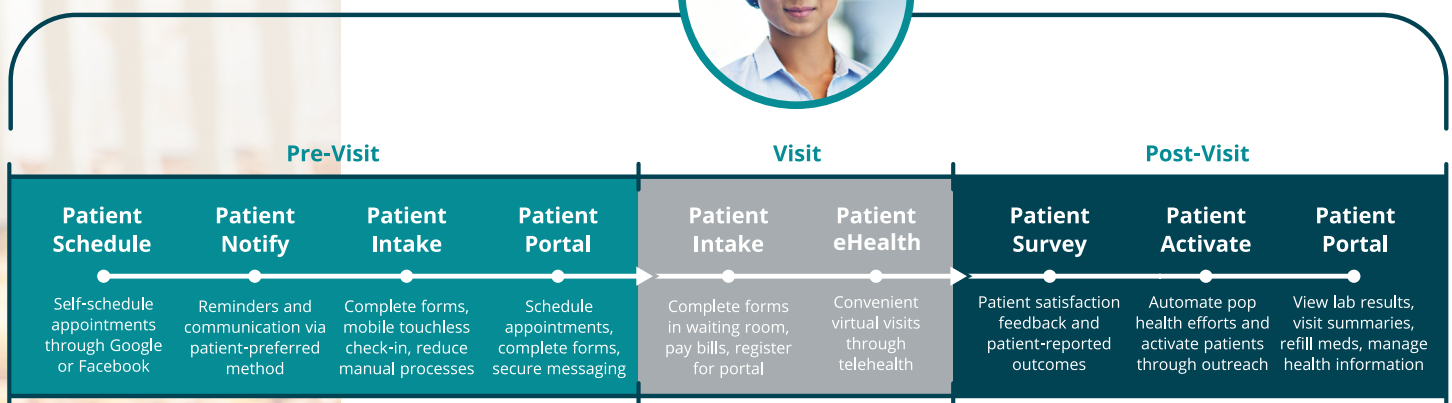 Pre-Visit
Patient
Schedule
Self-schedule
appointments
through Google
or Facebook
Patient
Notify
Reminders and
communication via
patient-preferred
method
Patient
Intake
Complete forms,
mobile touchless
check-in, reduce
manual processes
Patient
Portal
Schedule
appointments,
complete forms,
secure messaging
Visit
Patient
Intake
Complete forms
in waiting room,
pay bills, register
for portal
Patient
eHealth
Convenient
virtual visits
through
telehealth
Post-Visit
Patient
Survey
Patient satisfaction
feedback and
patient-reported
outcomes
Patient
Activate
Automate pop
health efforts and
activate patients
through outreach
Patient
Portal
View lab results,
visit summaries,
refill meds, manage
health information